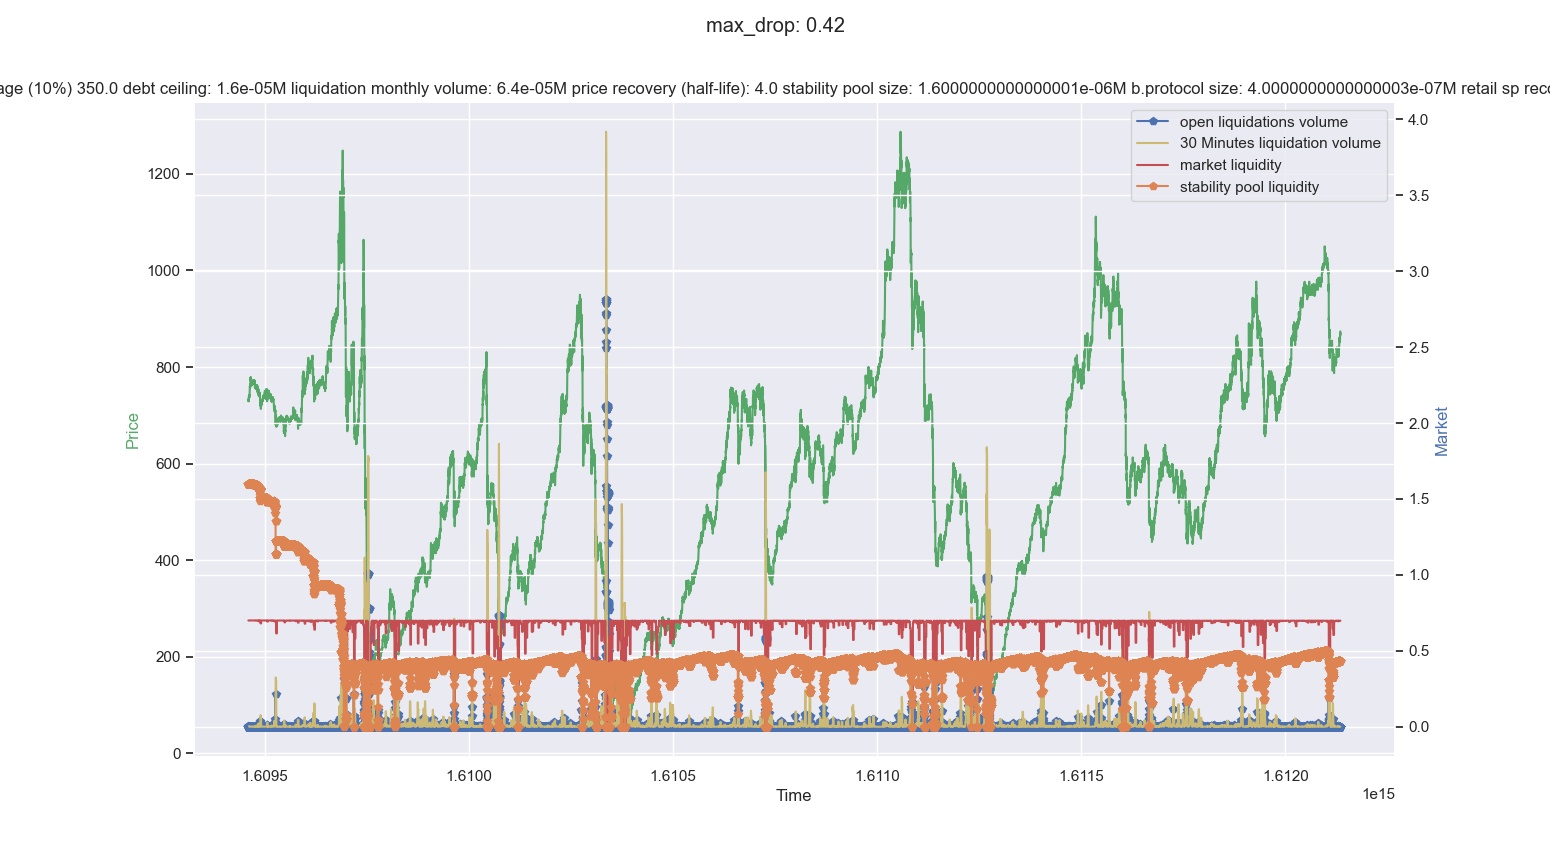 max_drop: 0.42
age (10%) 350.0 debt ceiling: 1.6e-05M liquidation monthly volume: 6.4e-05M price recovery (half-life): 4.0 stability pool size: 1.6000000000000001e-06M b.protocol size: 4.0000000000000003e-07M retail sp reco
open liquidations volume
30 Minutes liquidation volume
market liquidity
stability pool liquidity
1200
1000
800
600
400
200
0
Price
4.0
3.5
3.0
2.5
2.0
1.5
1.0
0.5
0.0
Market
1.6095 1.6100 1.6105 1.6110 1.6115 1.6120
Time
1e15